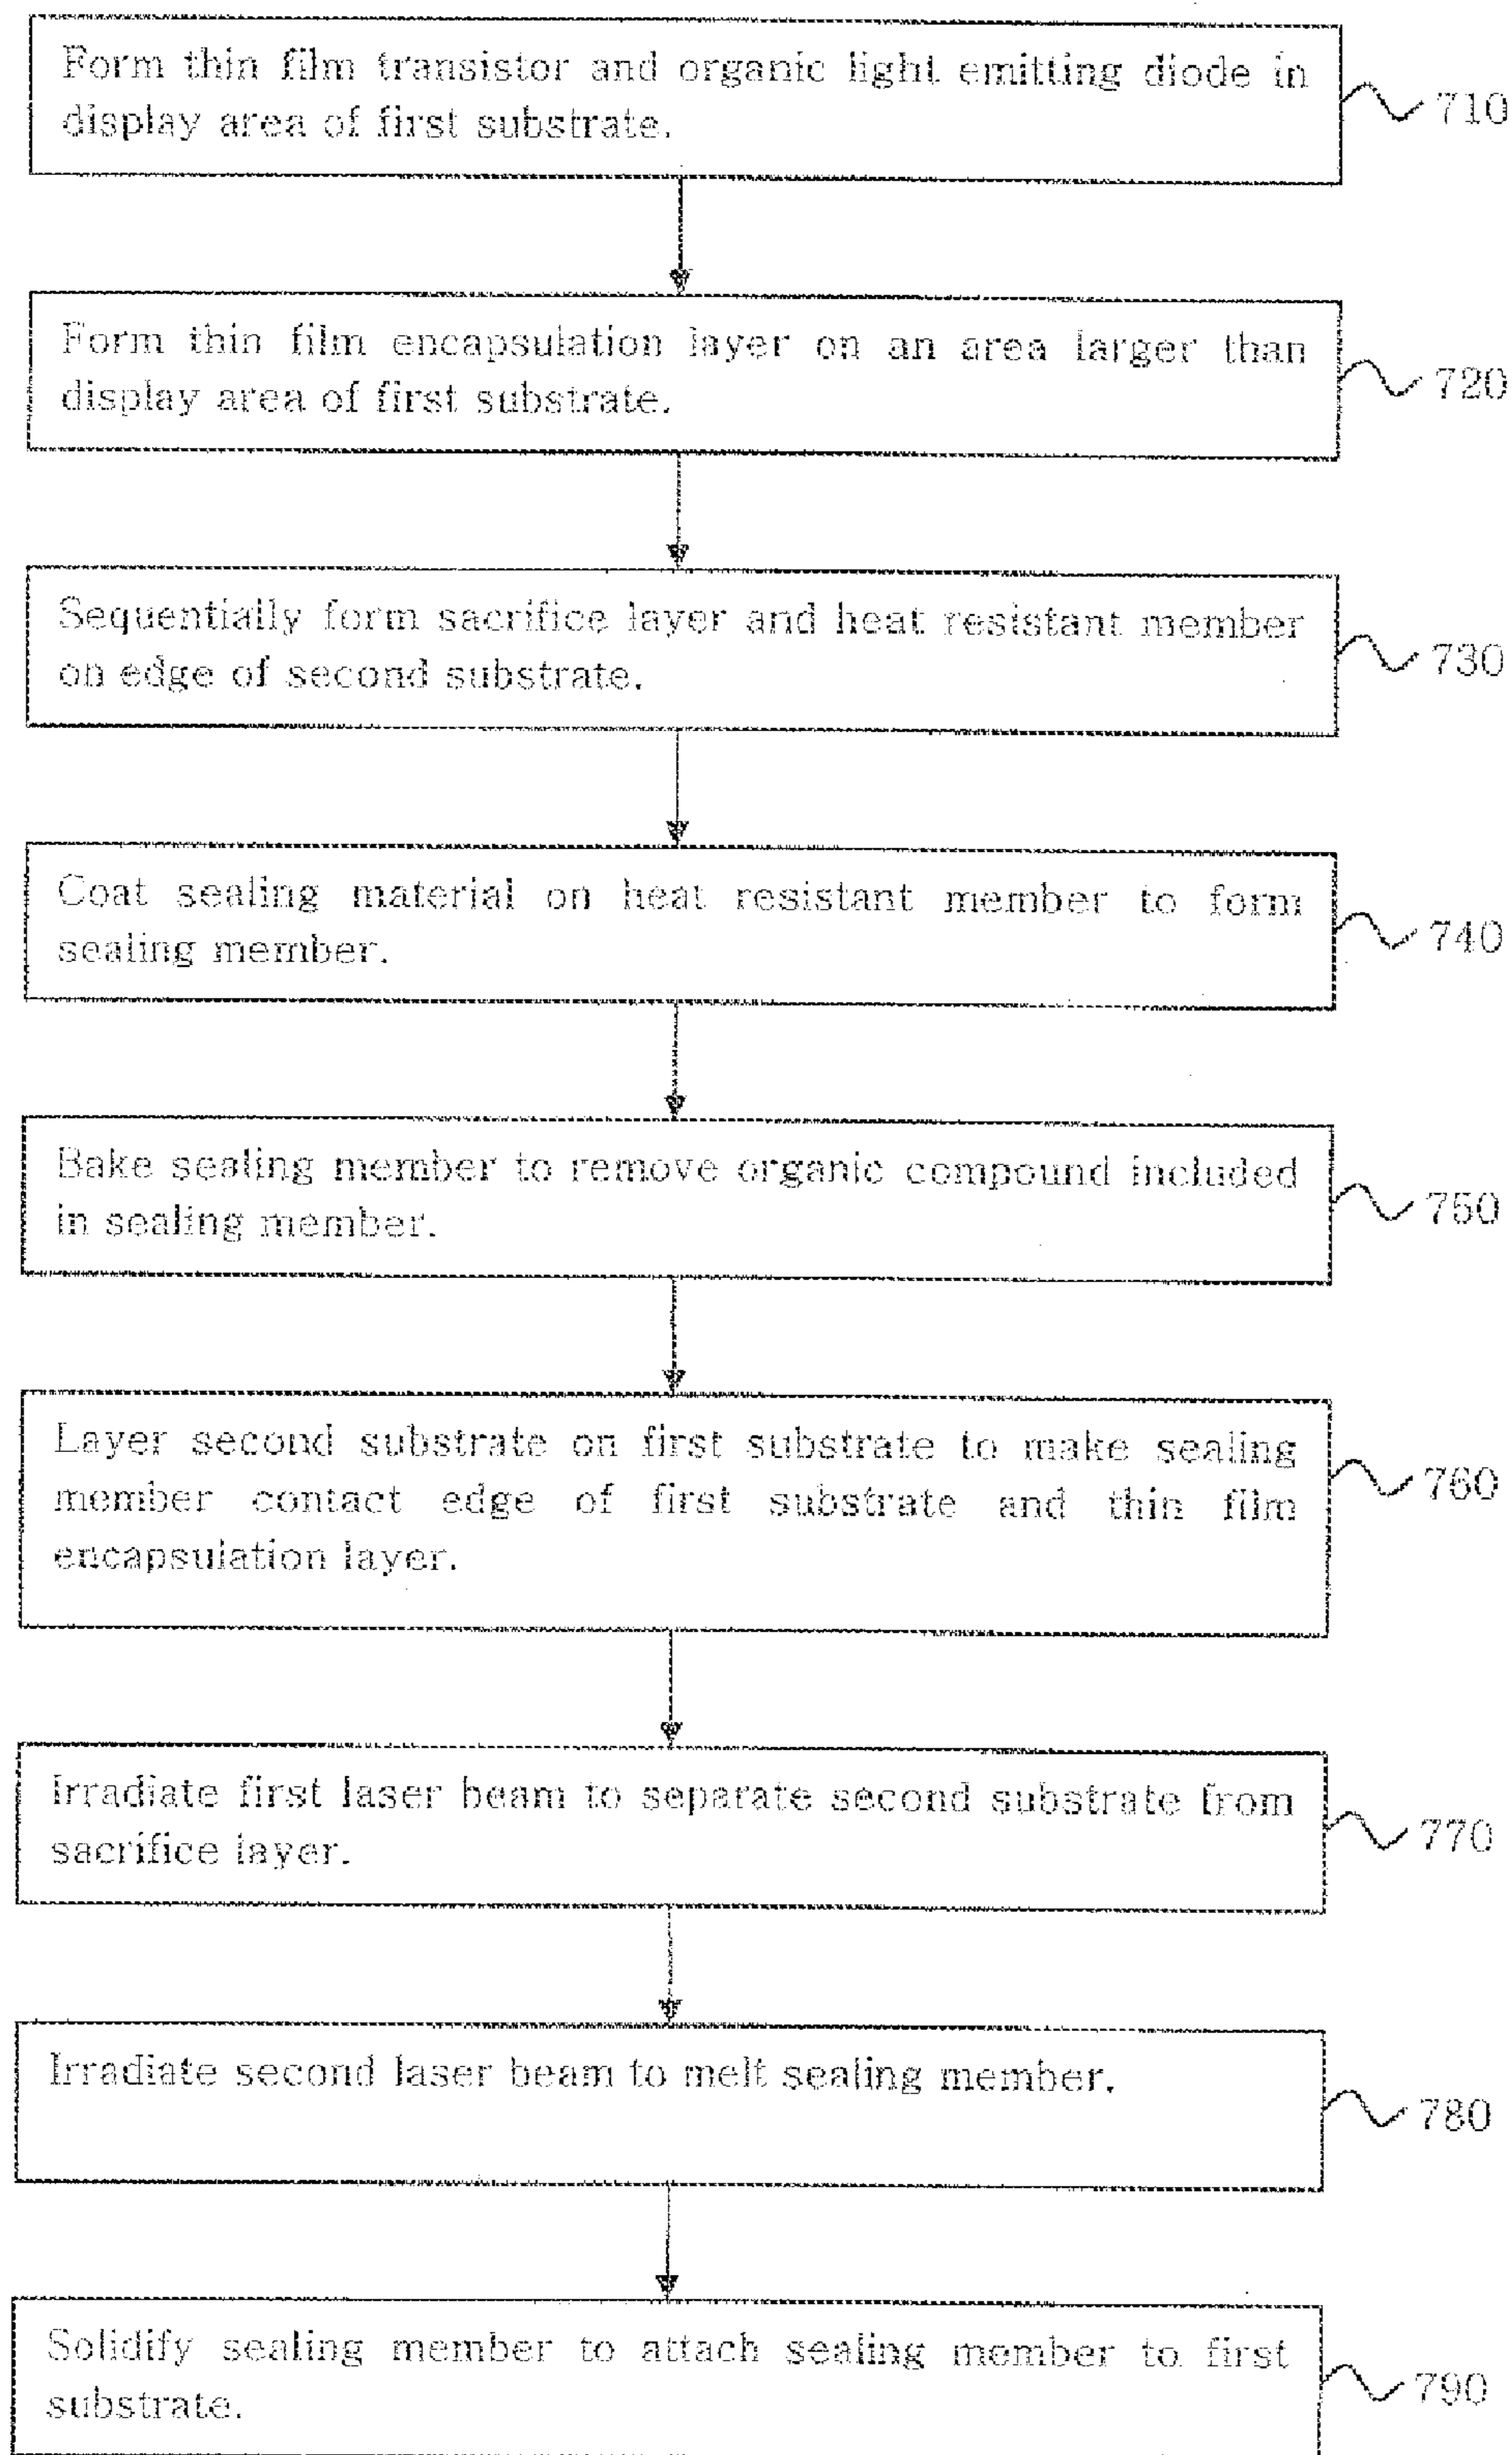 Form thin film transistor and organic light emitting diode in
display area of first substrate.
710
Form thin film encapsulation layer on an area larger than
display area of first substrate.
720
Sequentially form sacrifice layer and heat resistant member
on edge of second substrate.
730
Coat sealing material on heat resistant member to form
sealing member.
740
Bake sealing member to remove organic compound included
in sealing member.
750
Layer second substrate on first substrate to make sealing
member contact edge of first substrate and thin film
encapsulation layer.
760
Irradiate first laser beam to separate second substrate from
sacrifice layer.
770
Irradiate second laser beam to melt sealing member.
780
Solidify sealing member to attach sealing member to first
substrate.
790